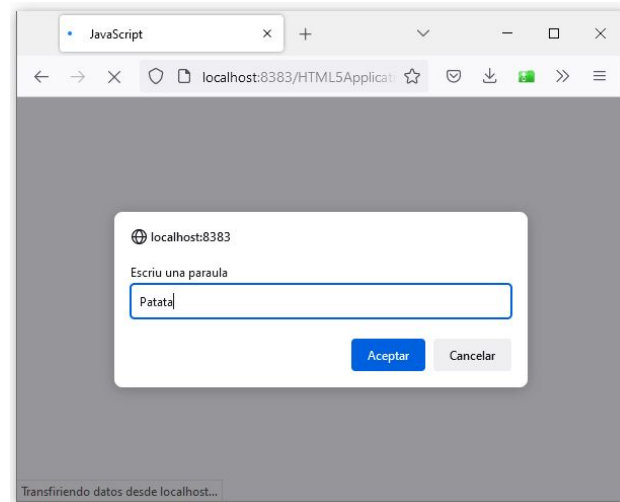 JavaScript
localhost:8383/HTML5Applicati
localhost:8383
Escriu una paraula
Patata
Aceptar Cancelar
Transfiriendo datos desde localhost...